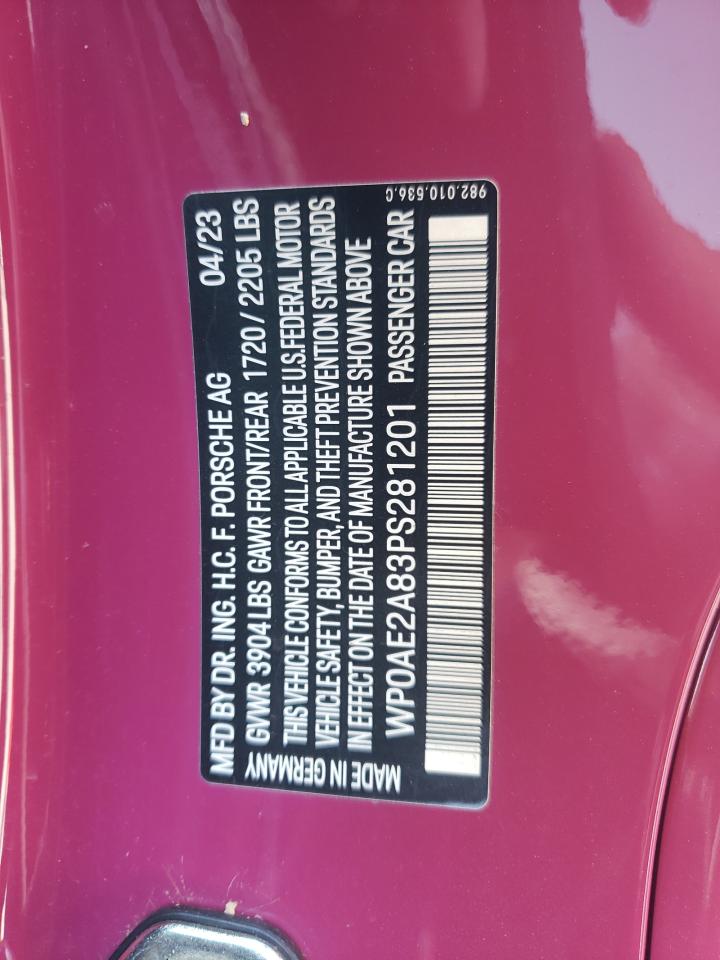 MFD BY DR. ING. H.C. F. PORSCHE AG 04/23
GVWR 3904 LBS GAWR FRONT/REAR 1720 / 2205 LBS
THIS VEHICLE CONFORMS TO ALL APPLICABLE U.S. FEDERAL MOTOR
VEHICLE SAFETY, BUMPER, AND THEFT PREVENTION STANDARDS
IN EFFECT ON THE DATE OF MANUFACTURE SHOWN ABOVE
WP0AE2A83PS281201 PASSENGER CAR
MADE IN GERMANY
982.010.536.C